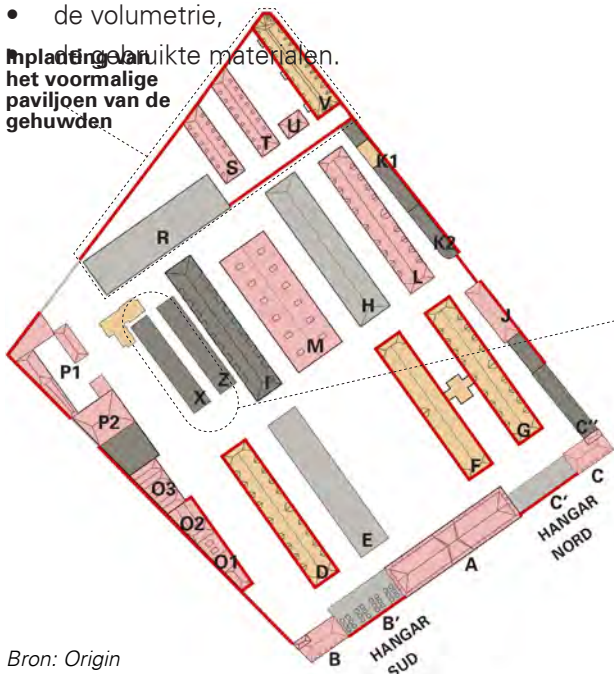 • de volumetrie,
• de gebruikte materialen.
Inplanting van
het voormalige
paviljoen van de
gehuwden
V
U
T
S
K1
K2
R
L
H
J
M
I
Z
X
P1
P2
G
F
C''
C
C'
HANGAR
NORD
O3
O2
O1
E
D
A
B'
B
HANGAR
SUD
Bron: Origin